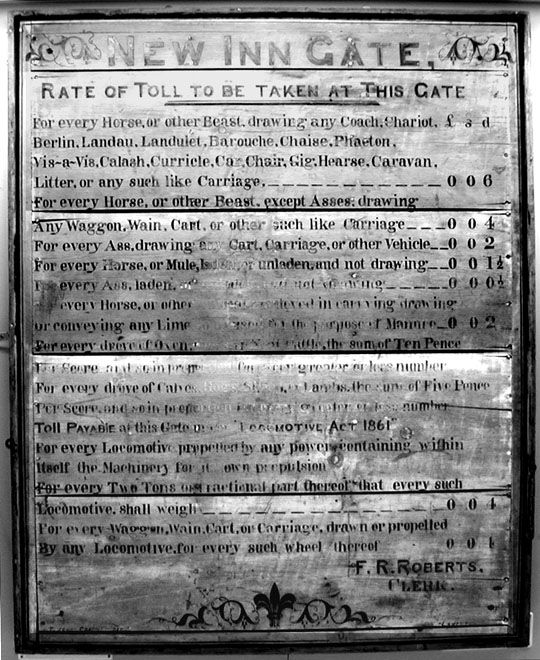 NEW INN GATE,
RATE OF TOLL TO BE TAKEN AT THIS GATE
For every Horse, or other Beast, drawing any Coach, Chariot, £ s d
Berlin, Landau, Landulet, Barouche, Chaise, Phaeton,
Vis-a-Vis, Calash, Curricle, Car, Chair, Gig, Hearse, Caravan,
Litter, or any such like Carriage, 0 0 6
For every Horse, or other Beast, except Asses, drawing
Any Waggon, Wain, Cart, or other such like Carriage 0 0 4
For every Ass, drawing any Cart, Carriage, or other Vehicle 0 0 2
For every Horse, or Mule, laden, or unladen, and not drawing 0 0 1½
For every Ass, laden, not drawing 0 0 0½
every Horse, or other employed in carrying drawing
or conveying any Lime for the purpose of Manure 0 0 2
For every drove of Oxen, Cattle, the sum of Ten Pence
Per Score, and so in proportion for every greater or less number
For every drove of Calves, Hogs, Sheep, or Lambs, the sum of Five Pence
Per Score, and so in proportion for every greater or less number
TOLL PAYABLE at this Gate LOCOMOTIVE ACT 1861
For every Locomotive propelled by any power, containing within
itself the Machinery for its own propulsion
For every Two Tons or fractional part thereof that every such
Locomotive, shall weigh 0 0 4
For every Waggon, Wain, Cart, or Carriage, drawn or propelled
By any Locomotive, for every such wheel thereof 0 0 4
F. R. ROBERTS,
CLERK.